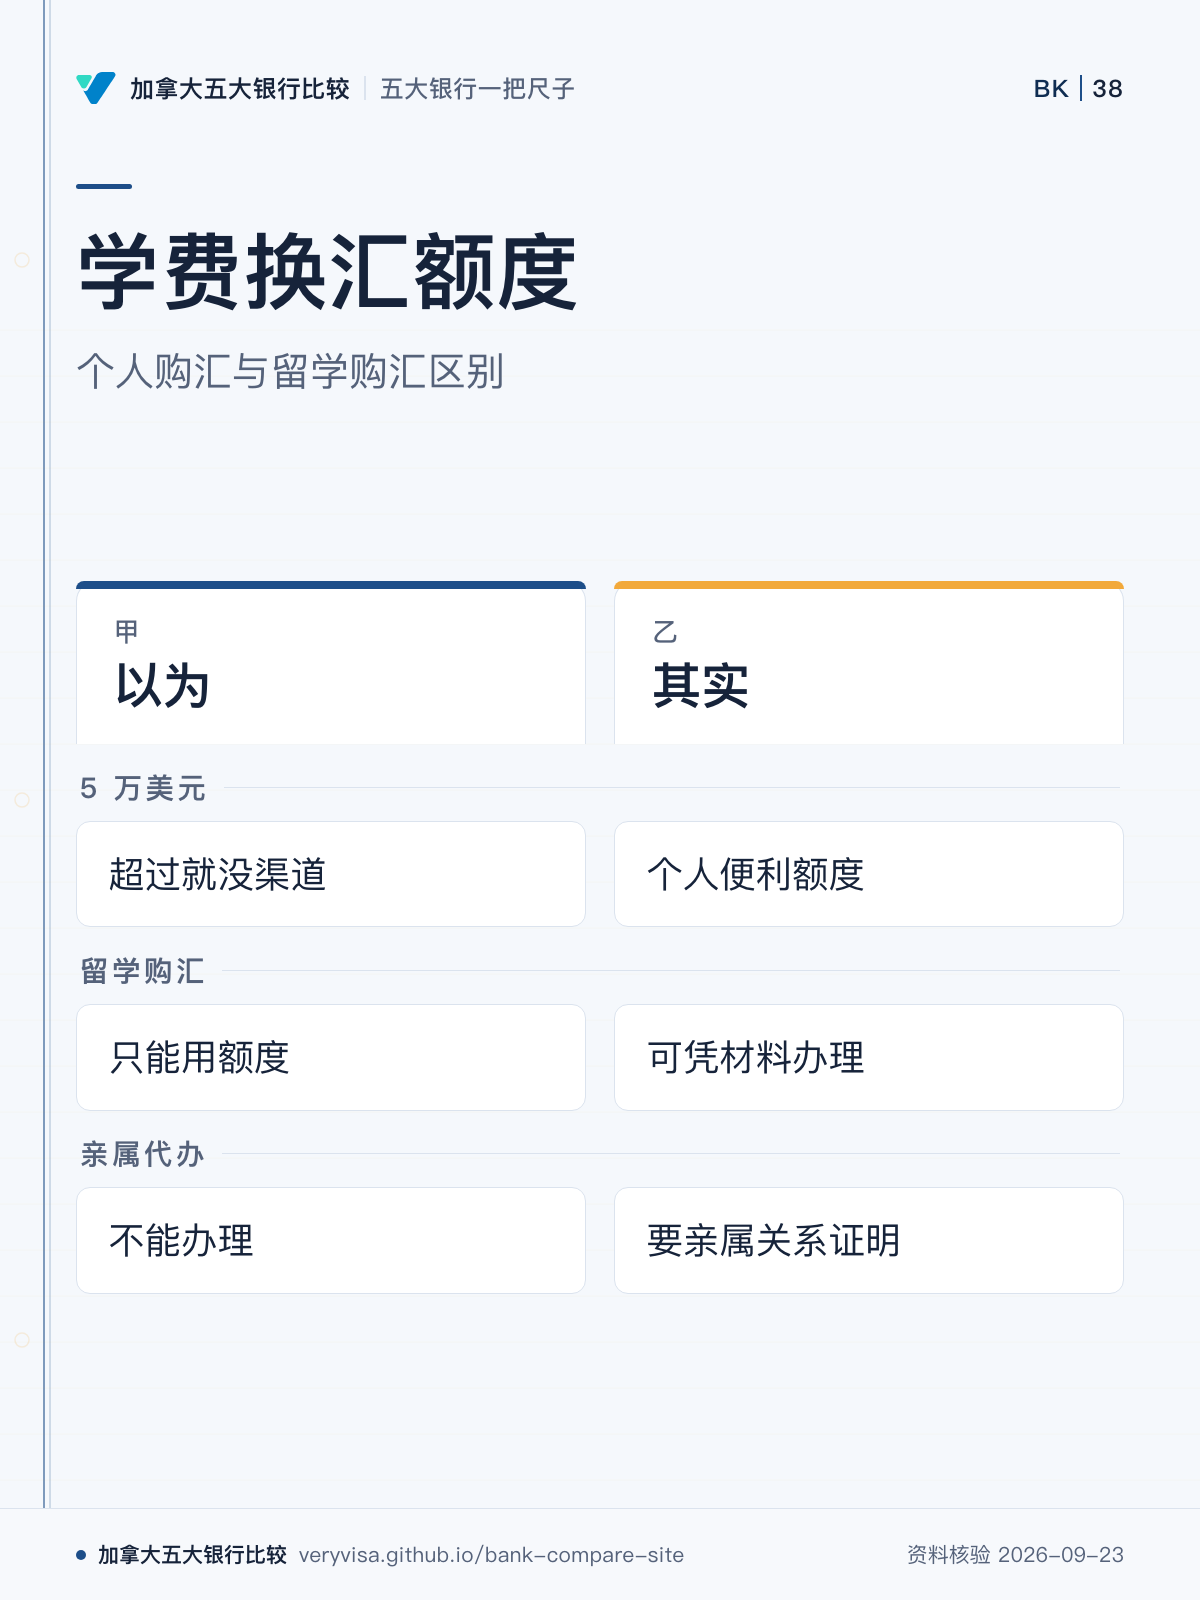 加拿大五大银行比较 五大银行一把尺子 BK 38
学费换汇额度
个人购汇与留学购汇区别
甲 乙
以为 其实
5 万美元
超过就没渠道 个人便利额度
留学购汇
只能用额度 可凭材料办理
亲属代办
不能办理 要亲属关系证明
加拿大五大银行比较 veryvisa.github.io/bank-compare-site 资料核验 2026-09-23